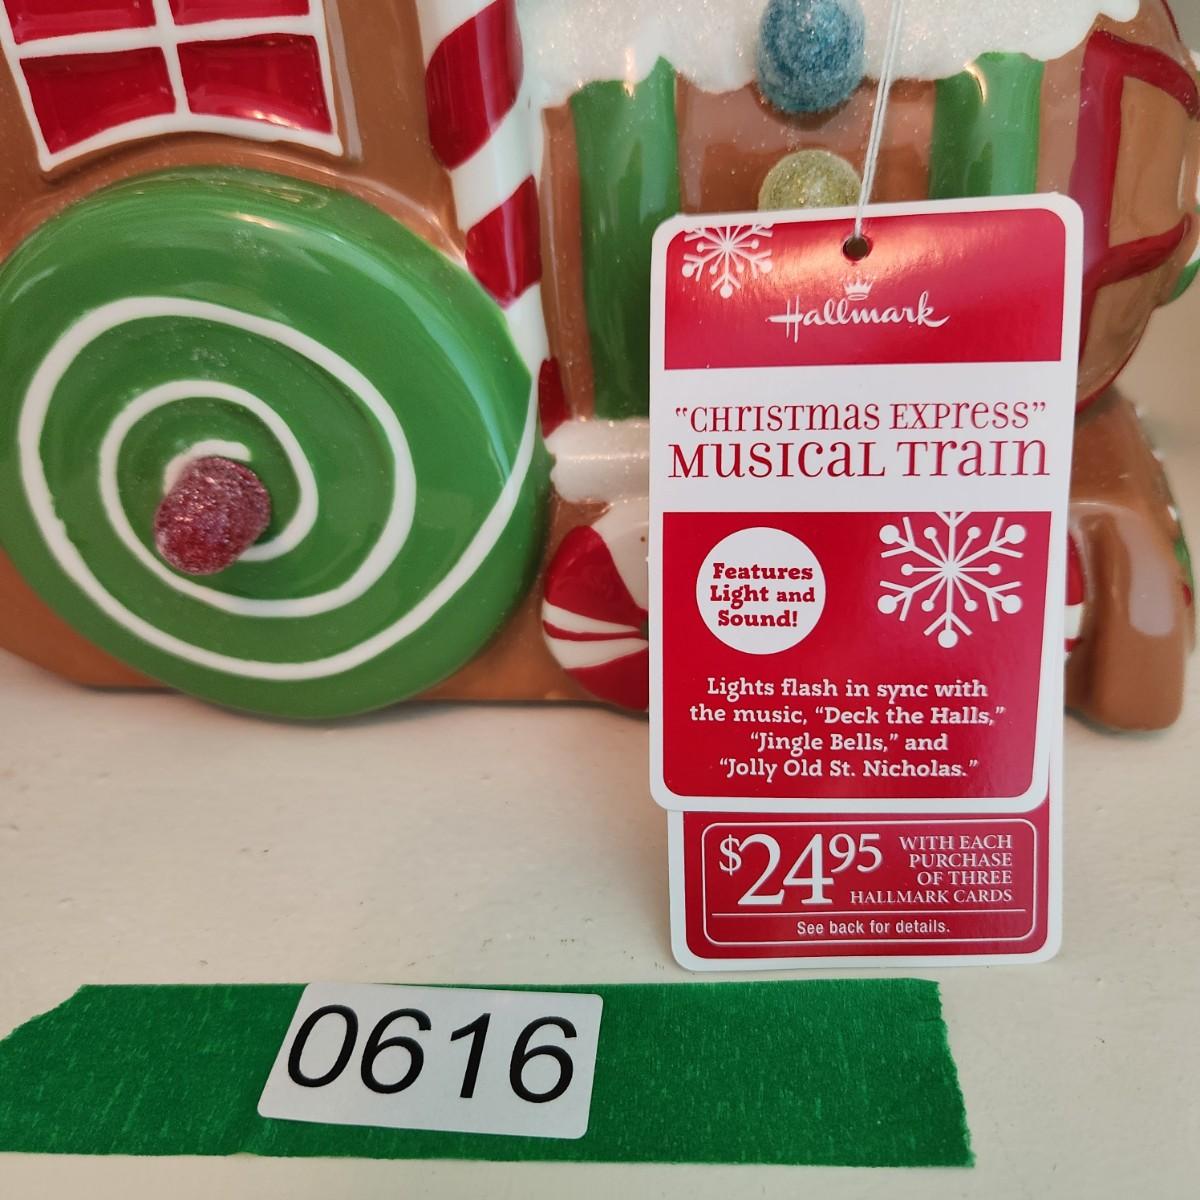 Hallmark
“CHRISTMAS EXPRESS”
MUSICAL TRAIN
Features
Light and
Sound!
Lights flash in sync with
the music, “Deck the Halls,”
“Jingle Bells,” and
“Jolly Old St. Nicholas.”
$24.95 WITH EACH
PURCHASE
OF THREE
HALLMARK CARDS
See back for details.
0616